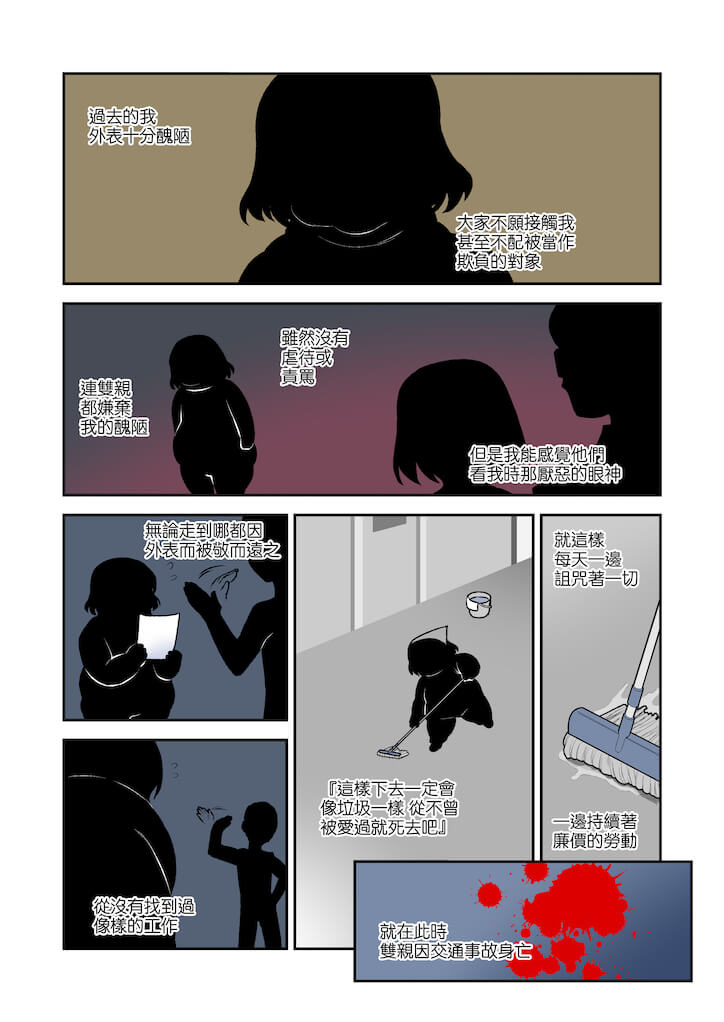 過去的我
外表十分醜陋
大家不願接觸我
甚至不配被當作
欺負的對象
連雙親
都嫌棄
我的醜陋
雖然沒有
虐待或
責罵
但是我能感覺他們
看我時那厭惡的眼神
無論走到哪都因
外表而被敬而遠之
從沒有找到過
像樣的工作
『這樣下去一定會
像垃圾一樣 從不曾
被愛過就死去吧』
就這樣
每天一邊
詛咒著一切
一邊持續著
廉價的勞動
就在此時
雙親因交通事故身亡